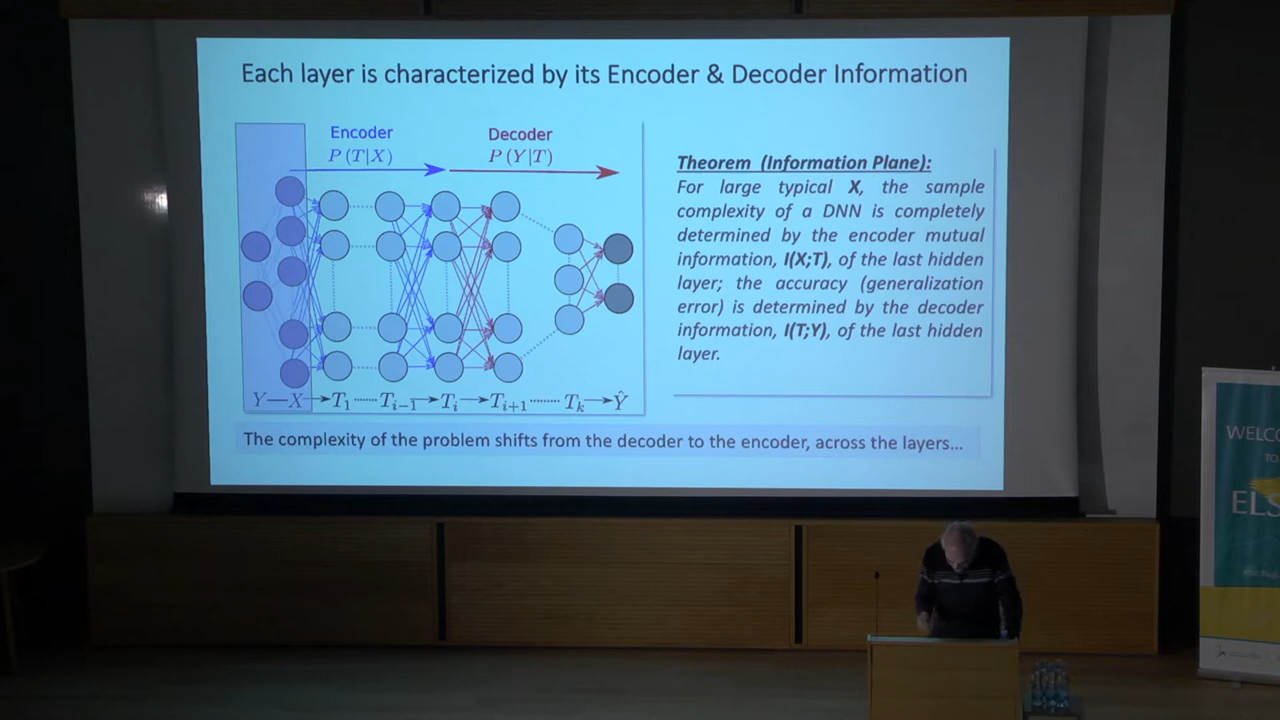 Each layer is characterized by its Encoder & Decoder Information
Encoder
P(T|X)
Decoder
P(Y|T)
Y—X→T₁ ........ Tᵢ₋₁→Tᵢ→Tᵢ₊₁ ........ Tₖ→Ŷ
Theorem (Information Plane):
For large typical X, the sample
complexity of a DNN is completely
determined by the encoder mutual
information, I(X;T), of the last hidden
layer; the accuracy (generalization
error) is determined by the decoder
information, I(T;Y), of the last hidden
layer.
The complexity of the problem shifts from the decoder to the encoder, across the layers...
WELCO
TO
ELS